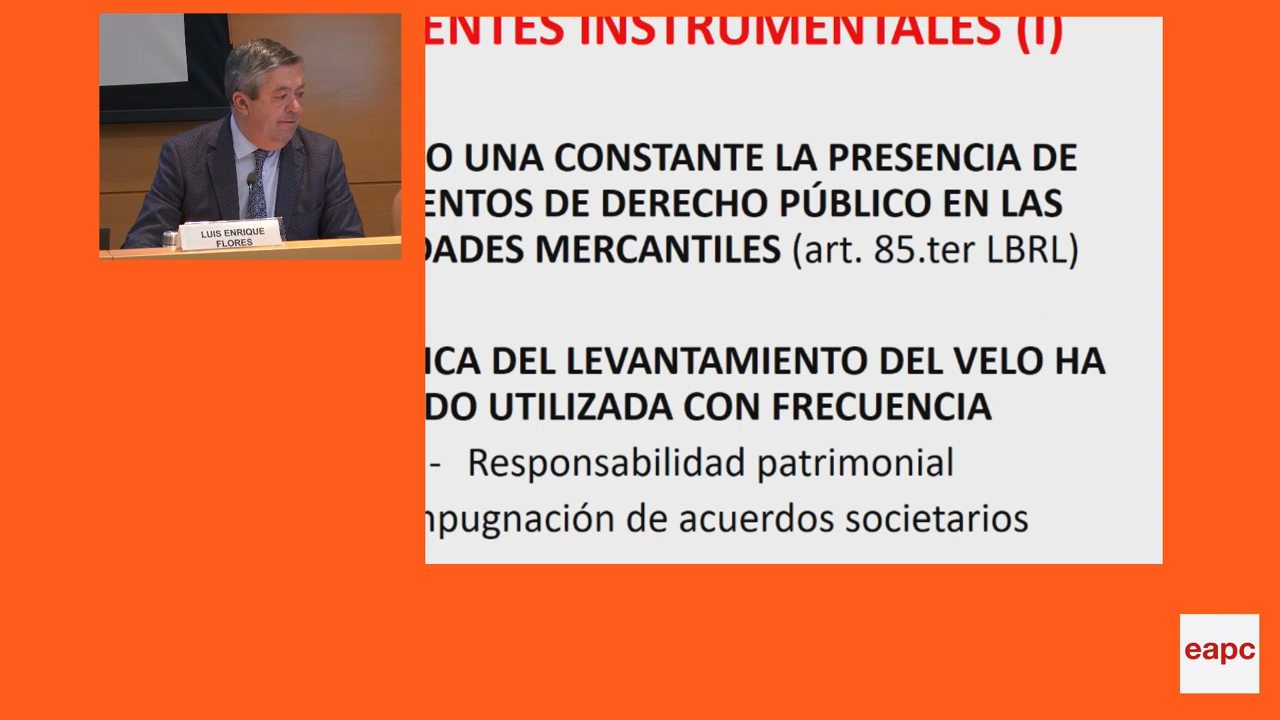 LUIS ENRIQUE
FLORES
ENTES INSTRUMENTALES (I)
O UNA CONSTANTE LA PRESENCIA DE
ENTOS DE DERECHO PÚBLICO EN LAS
DADES MERCANTILES (art. 85.ter LBRL)
ICA DEL LEVANTAMIENTO DEL VELO HA
DO UTILIZADA CON FRECUENCIA
- Responsabilidad patrimonial
mpugnación de acuerdos societarios
eapc